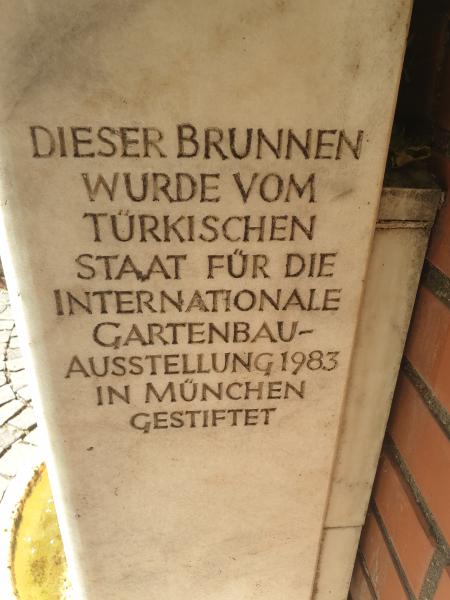 DIESER BRUNNEN
WURDE VOM
TÜRKISCHEN
STAAT FÜR DIE
INTERNATIONALE
GARTENBAU-
AUSSTELLUNG 1983
IN MÜNCHEN
GESTIFTET